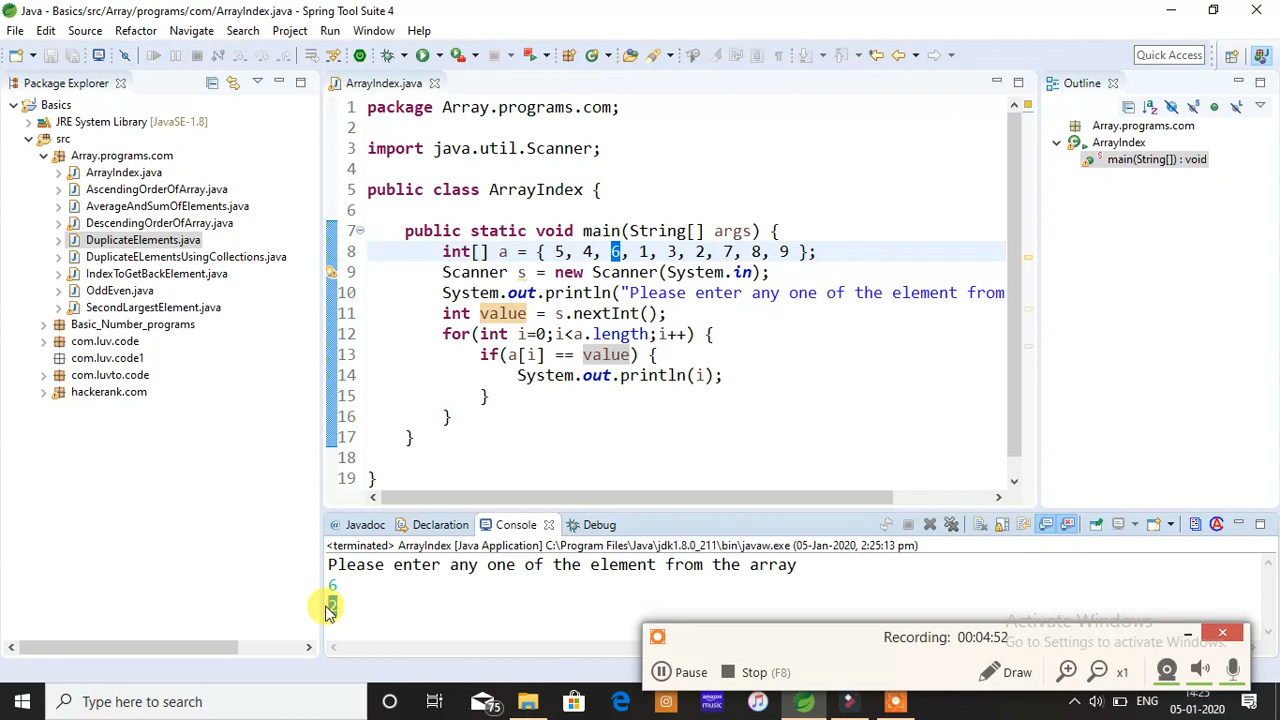 Java - Basics/src/Array/programs/com/ArrayIndex.java - Spring Tool Suite 4
File Edit Source Refactor Navigate Search Project Run Window Help
Quick Access
Package Explorer
Basics
JRE System Library [JavaSE-1.8]
src
Array.programs.com
ArrayIndex.java
AscendingOrderOfArray.java
AverageAndSumOfElements.java
DescendingOrderOfArray.java
DuplicateElements.java
DuplicateELementsUsingCollections.java
IndexToGetBackElement.java
OddEven.java
SecondLargestElement.java
Basic_Number_programs
com.luv.code
com.luv.code1
com.luvto.code
hackerank.com
ArrayIndex.java
1 package Array.programs.com;
2
3 import java.util.Scanner;
4
5 public class ArrayIndex {
6
7 public static void main(String[] args) {
8 int[] a = { 5, 4, 6, 1, 3, 2, 7, 8, 9 };
9 Scanner s = new Scanner(System.in);
10 System.out.println("Please enter any one of the element from
11 int value = s.nextInt();
12 for(int i=0;i<a.length;i++) {
13 if(a[i] == value) {
14 System.out.println(i);
15 }
16 }
17 }
18
19 }
Outline
Array.programs.com
ArrayIndex
main(String[]) : void
Javadoc Declaration Console Debug
<terminated> ArrayIndex [Java Application] C:\Program Files\Java\jdk1.8.0_211\bin\javaw.exe (05-Jan-2020, 2:25:13 pm)
Please enter any one of the element from the array
6
2
Activate Windows
Go to Settings to activate Windows.
Recording: 00:04:52
Pause Stop (F8) Draw x1
Type here to search
75
amazon music
ENG
14:25
05-01-2020